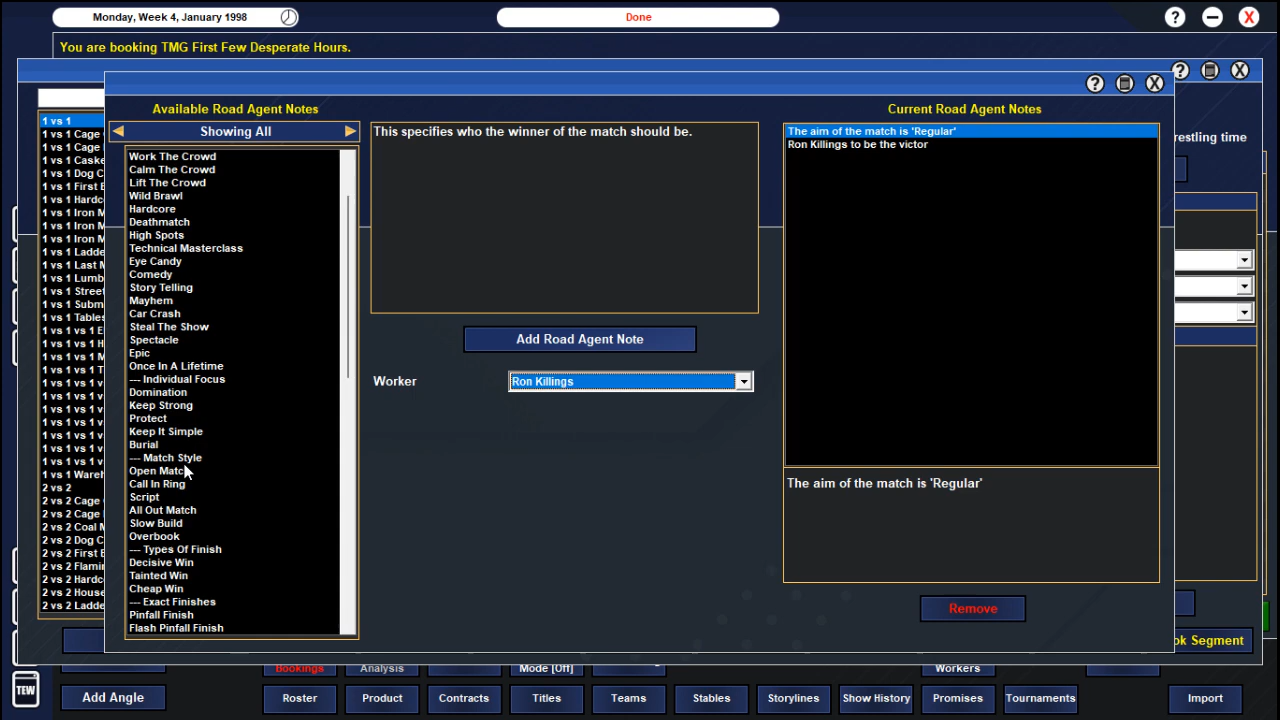 Monday, Week 4, January 1998
Done
?
X
You are booking TMG First Few Desperate Hours.
?
X
?
X
Available Road Agent Notes
Current Road Agent Notes
Showing All
This specifies who the winner of the match should be.
The aim of the match is 'Regular'
Ron Killings to be the victor
restling time
1 vs 1
1 vs 1 Cage
1 vs 1 Cage
1 vs 1 Caske
1 vs 1 Dog C
1 vs 1 First B
1 vs 1 Hardc
1 vs 1 Iron M
1 vs 1 Iron M
1 vs 1 Iron M
1 vs 1 Ladde
1 vs 1 Last M
1 vs 1 Lumb
1 vs 1 Street
1 vs 1 Subm
1 vs 1 Tables
1 vs 1 vs 1 E
1 vs 1 vs 1 H
1 vs 1 vs 1 M
1 vs 1 vs 1 T
1 vs 1 vs 1 v
1 vs 1 vs 1 v
1 vs 1 vs 1 v
1 vs 1 vs 1 v
1 vs 1 vs 1 v
1 vs 1 vs 1 v
1 vs 1 vs 1 v
1 vs 1 Wareh
2 vs 2
2 vs 2 Cage
2 vs 2 Cage
2 vs 2 Coal M
2 vs 2 Dog C
2 vs 2 First B
2 vs 2 Flamin
2 vs 2 Hardc
2 vs 2 House
2 vs 2 Ladde
Work The Crowd
Calm The Crowd
Lift The Crowd
Wild Brawl
Hardcore
Deathmatch
High Spots
Technical Masterclass
Eye Candy
Comedy
Story Telling
Mayhem
Car Crash
Steal The Show
Spectacle
Epic
Once In A Lifetime
--- Individual Focus
Domination
Keep Strong
Protect
Keep It Simple
Burial
--- Match Style
Open Match
Call In Ring
Script
All Out Match
Slow Build
Overbook
--- Types Of Finish
Decisive Win
Tainted Win
Cheap Win
--- Exact Finishes
Pinfall Finish
Flash Pinfall Finish
Add Road Agent Note
Worker
Ron Killings
The aim of the match is 'Regular'
Remove
ok Segment
Bookings
Analysis
Mode [Off]
Workers
TEW
Add Angle
Roster
Product
Contracts
Titles
Teams
Stables
Storylines
Show History
Promises
Tournaments
Import